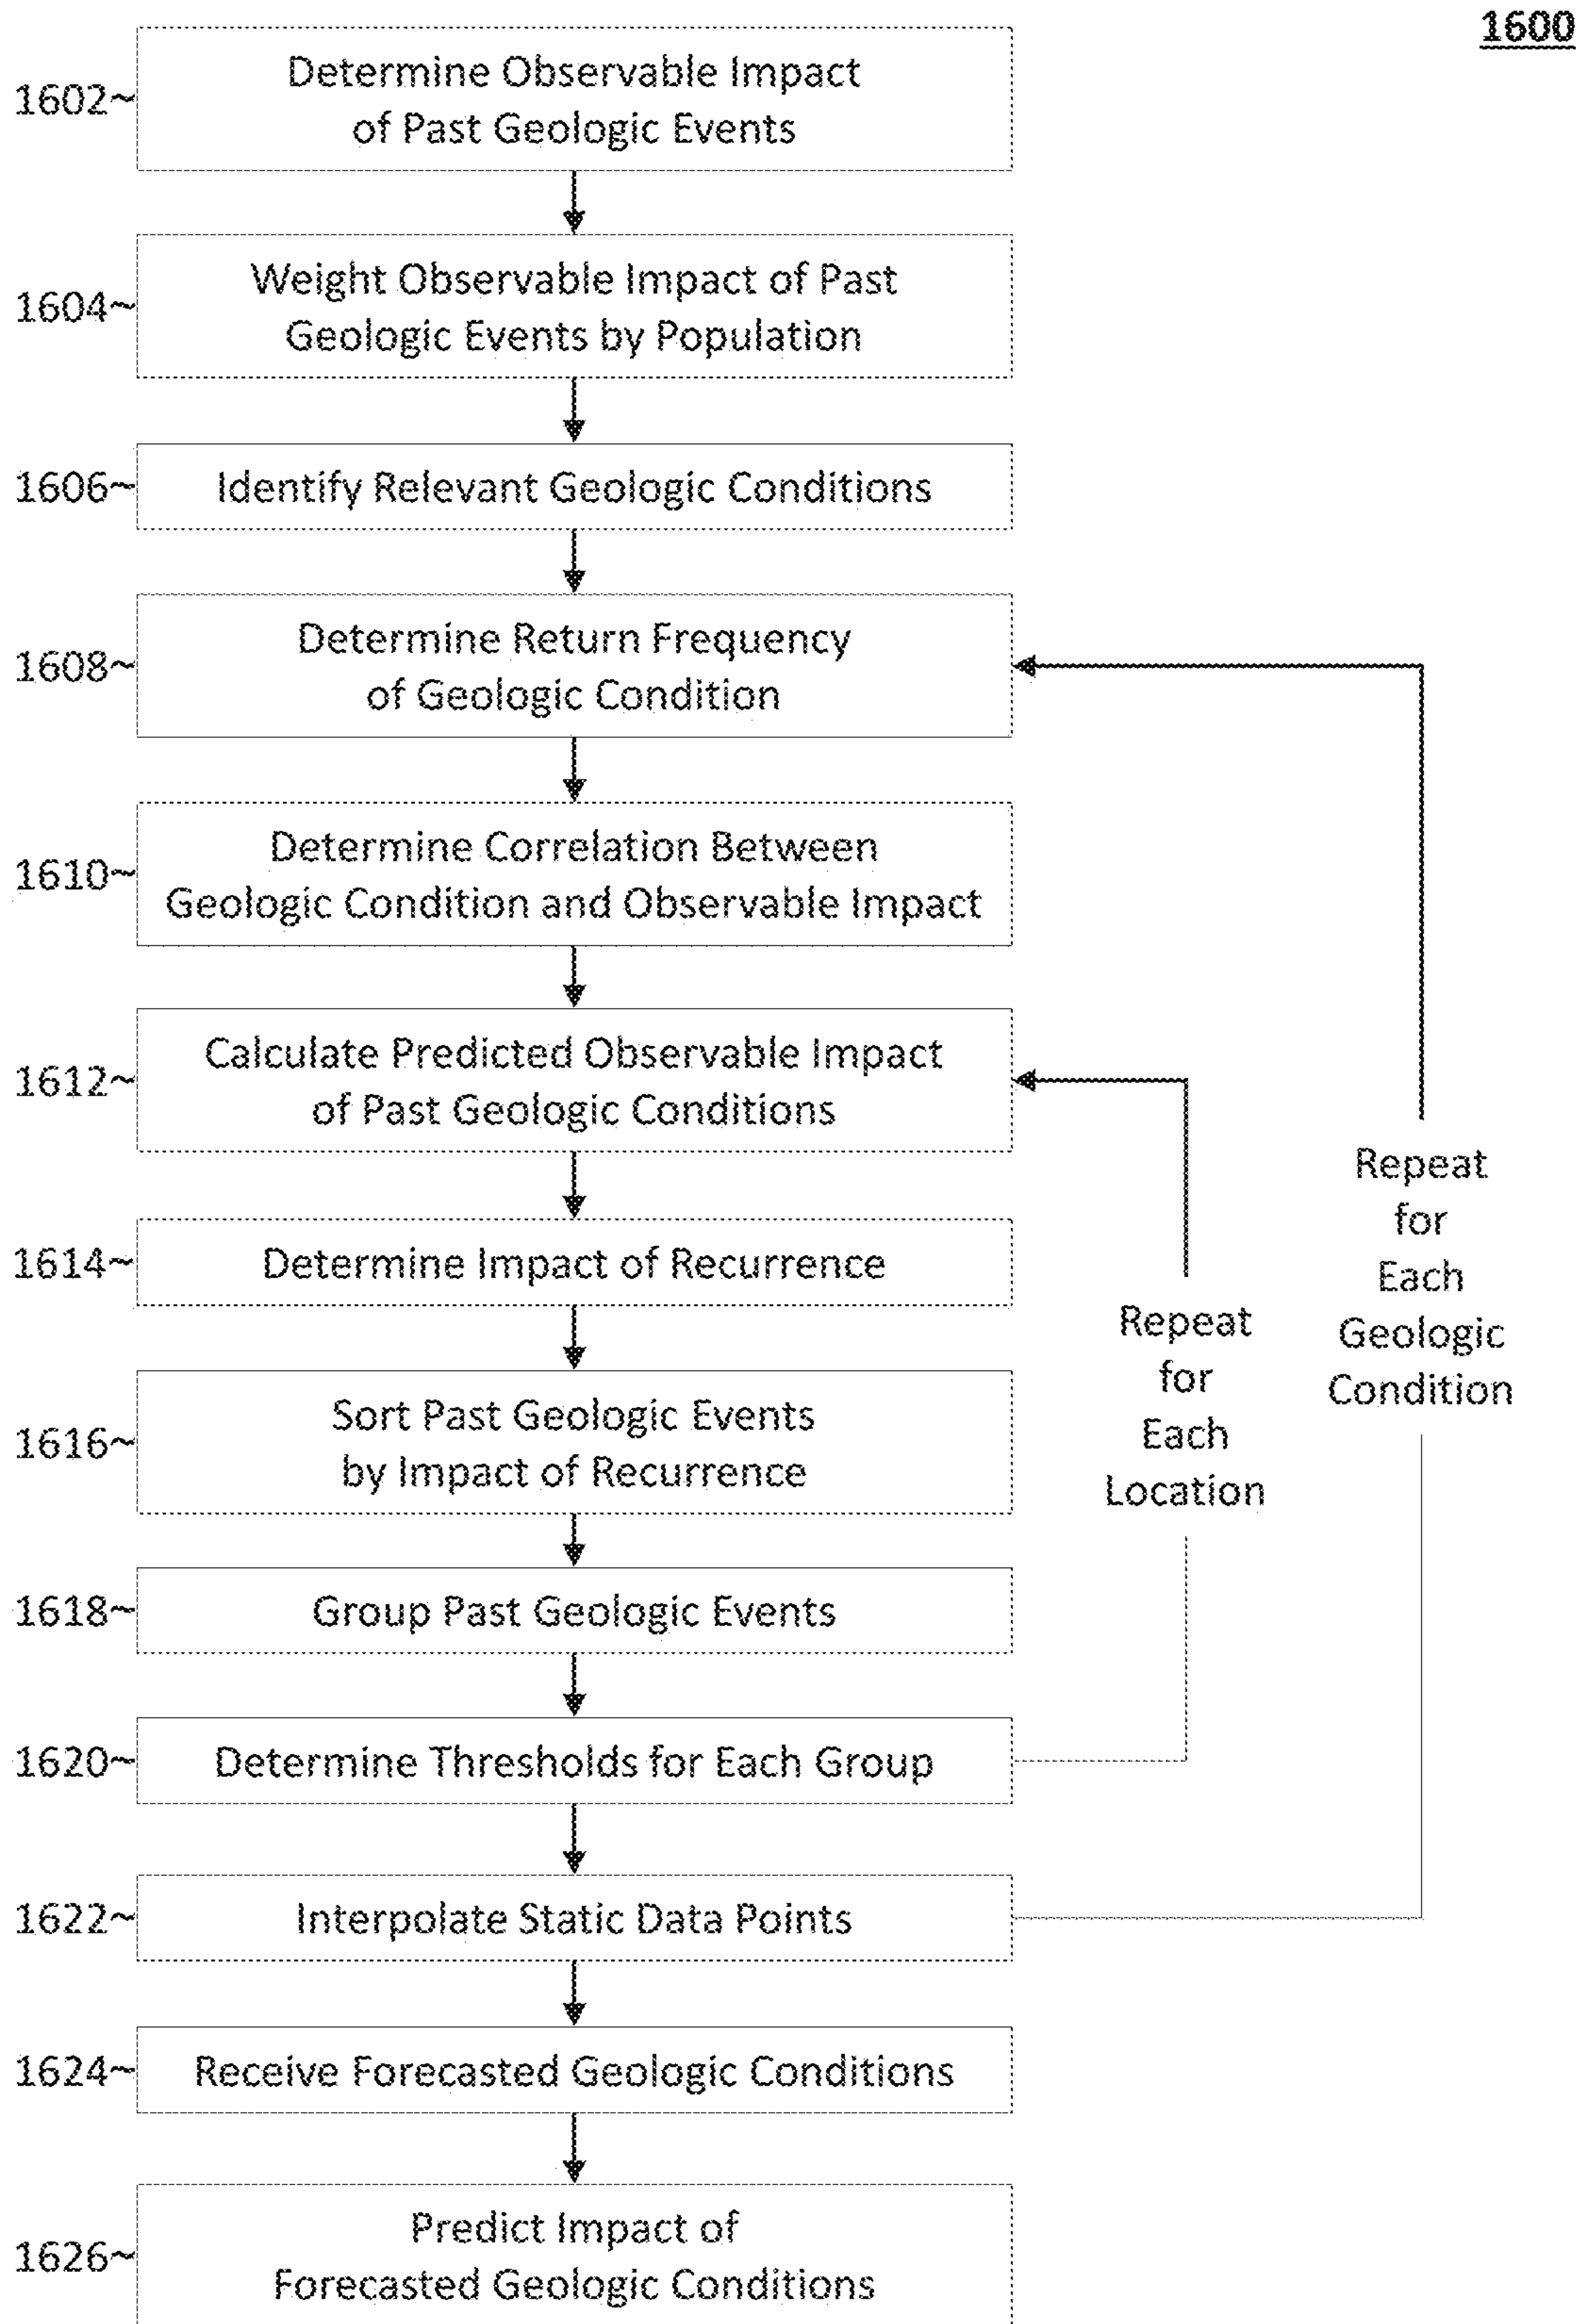 1600
1602~
Determine Observable Impact
of Past Geologic Events
1604~
Weight Observable Impact of Past
Geologic Events by Population
1606~
Identify Relevant Geologic Conditions
1608~
Determine Return Frequency
of Geologic Condition
1610~
Determine Correlation Between
Geologic Condition and Observable Impact
1612~
Calculate Predicted Observable Impact
of Past Geologic Conditions
1614~
Determine Impact of Recurrence
1616~
Sort Past Geologic Events
by Impact of Recurrence
1618~
Group Past Geologic Events
1620~
Determine Thresholds for Each Group
1622~
Interpolate Static Data Points
1624~
Receive Forecasted Geologic Conditions
1626~
Predict Impact of
Forecasted Geologic Conditions
Repeat
for
Each
Location
Repeat
for
Each
Geologic
Condition